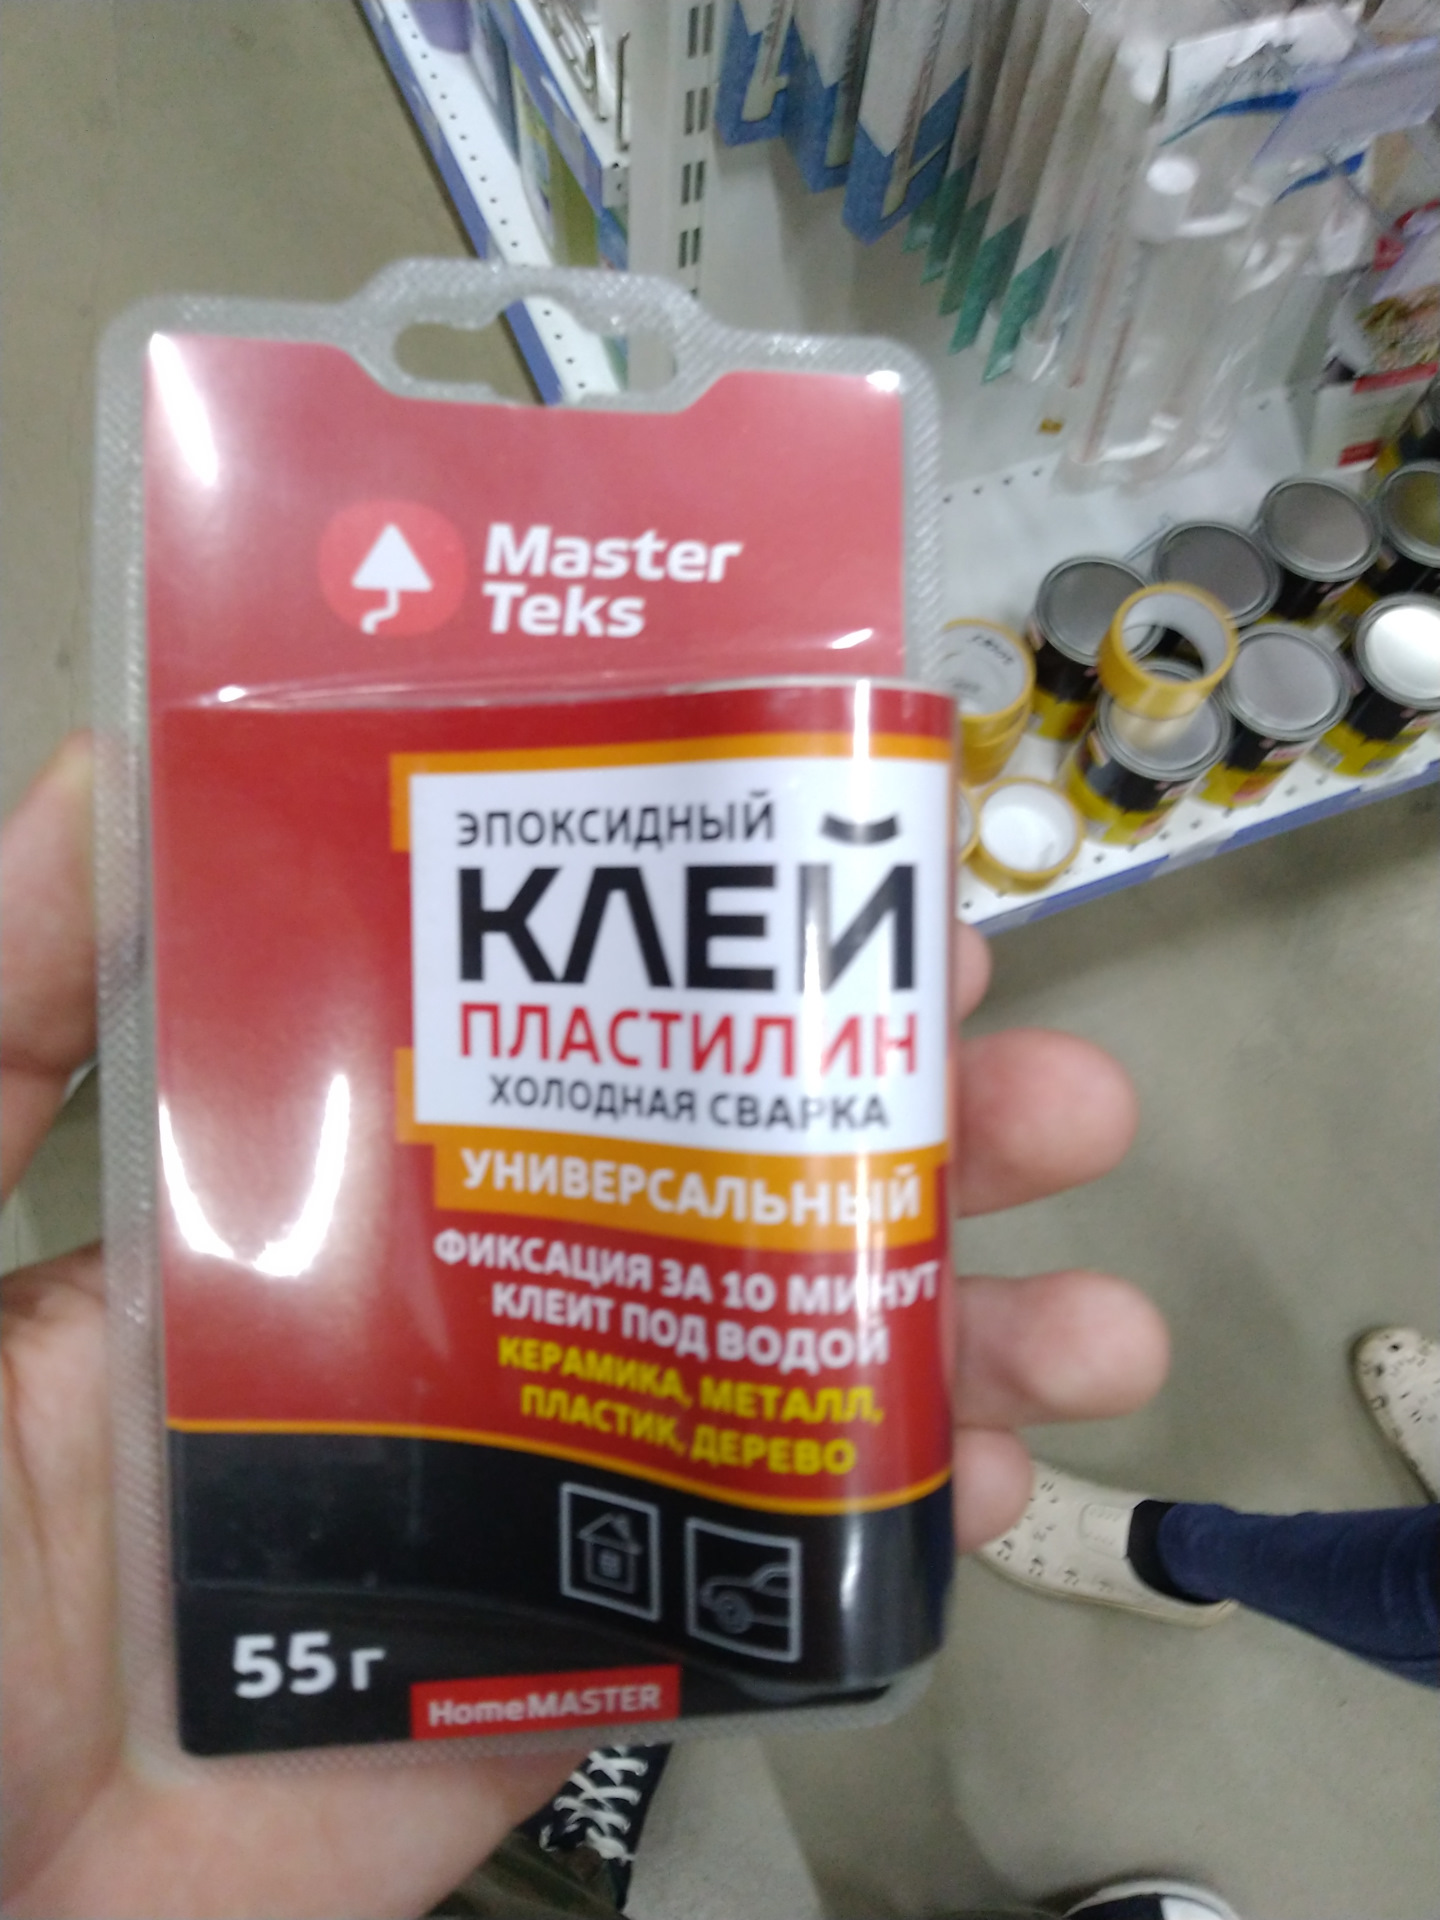 Master
Teks
ЭПОКСИДНЫЙ
КЛЕЙ
ПЛАСТИЛИН
ХОЛОДНАЯ СВАРКА
УНИВЕРСАЛЬНЫЙ
ФИКСАЦИЯ ЗА 10 МИНУТ
КЛЕИТ ПОД ВОДОЙ
КЕРАМИКА, МЕТАЛЛ,
ПЛАСТИК, ДЕРЕВО
55 г
HomeMASTER